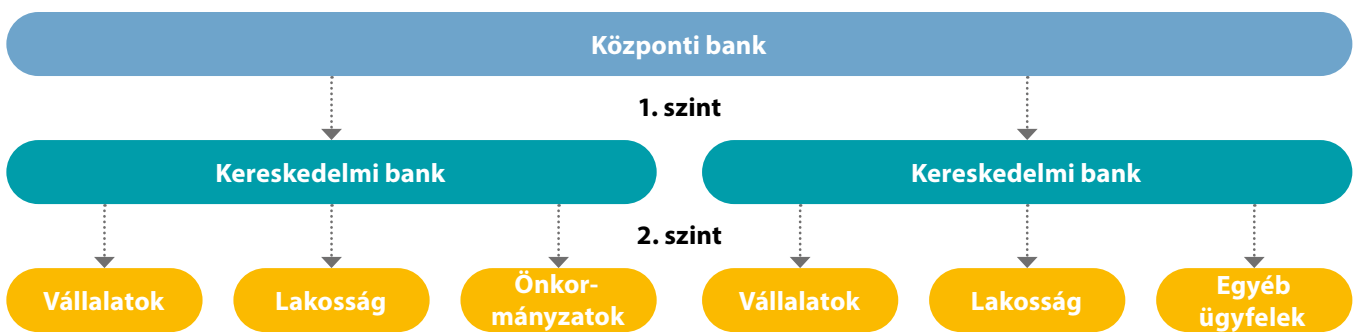 Központi bank
1. szint
Kereskedelmi bank
Kereskedelmi bank
2. szint
Vállalatok
Lakosság
Önkor-
mányzatok
Vállalatok
Lakosság
Egyéb
ügyfelek